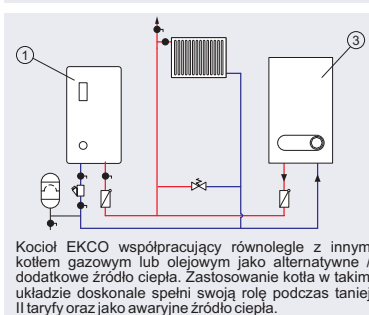 1
3
Kocioł EKCO współpracujący równolegle z innym
kotłem gazowym lub olejowym jako alternatywne /
dodatkowe źródło ciepła. Zastosowanie kotła w takim
układzie doskonale spełni swoją rolę podczas taniej
II taryfy oraz jako awaryjne źródło ciepła.